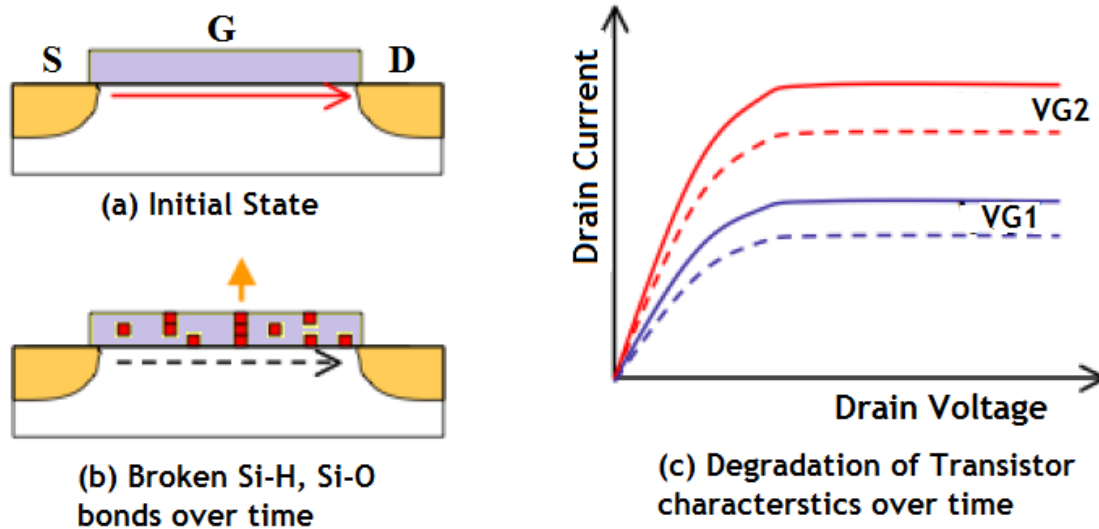 G
S
D
(a) Initial State
(b) Broken Si-H, Si-O
bonds over time
Drain Current
VG2
VG1
Drain Voltage
(c) Degradation of Transistor
characterstics over time